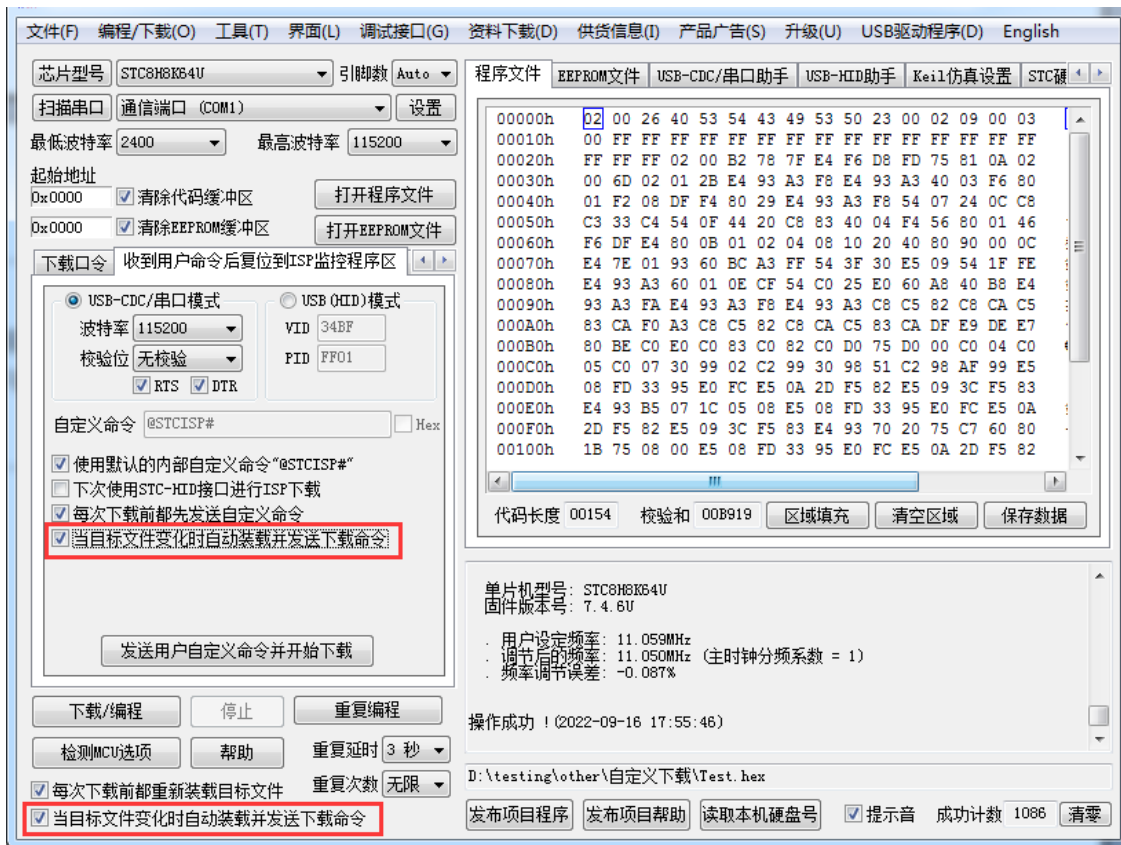 文件(F) 编程/下载(O) 工具(T) 界面(L) 调试接口(G) 资料下载(D) 供货信息(I) 产品广告(S) 升级(U) USB驱动程序(D) English
芯片型号 STC8H8K64U 引脚数 Auto
扫描串口 通信端口 (COM1) 设置
最低波特率 2400 最高波特率 115200
起始地址
0x0000 清除代码缓冲区 打开程序文件
0x0000 清除EEPROM缓冲区 打开EEPROM文件
下载口令 收到用户命令后复位到ISP监控程序区
USB-CDC/串口模式 USB(HID)模式
波特率 115200 VID 34BF
校验位 无校验 PID FF01
RTS DTR
自定义命令 @STCISP# Hex
使用默认的内部自定义命令"@STCISP#"
下次使用STC-HID接口进行ISP下载
每次下载前都先发送自定义命令
当目标文件变化时自动装载并发送下载命令
发送用户自定义命令并开始下载
下载/编程 停止 重复编程
检测MCU选项 帮助 重复延时 3 秒
每次下载前都重新装载目标文件 重复次数 无限
当目标文件变化时自动装载并发送下载命令
程序文件 EEPROM文件 USB-CDC/串口助手 USB-HID助手 Keil仿真设置 STC硬
00000h 02 00 26 40 53 54 43 49 53 50 23 00 02 09 00 03
00010h 00 FF FF FF FF FF FF FF FF FF FF FF FF FF FF FF
00020h FF FF FF 02 00 B2 78 7F E4 F6 D8 FD 75 81 0A 02
00030h 00 6D 02 01 2B E4 93 A3 F8 E4 93 A3 40 03 F6 80
00040h 01 F2 08 DF F4 80 29 E4 93 A3 F8 54 07 24 0C C8
00050h C3 33 C4 54 0F 44 20 C8 83 40 04 F4 56 80 01 46
00060h F6 DF E4 80 0B 01 02 04 08 10 20 40 80 90 00 0C
00070h E4 7E 01 93 60 BC A3 FF 54 3F 30 E5 09 54 1F FE
00080h E4 93 A3 60 01 0E CF 54 C0 25 E0 60 A8 40 B8 E4
00090h 93 A3 FA E4 93 A3 F8 E4 93 A3 C8 C5 82 C8 CA C5
000A0h 83 CA F0 A3 C8 C5 82 C8 CA C5 83 CA DF E9 DE E7
000B0h 80 BE C0 E0 C0 83 C0 82 C0 D0 75 D0 00 C0 04 C0
000C0h 05 C0 07 30 99 02 C2 99 30 98 51 C2 98 AF 99 E5
000D0h 08 FD 33 95 E0 FC E5 0A 2D F5 82 E5 09 3C F5 83
000E0h E4 93 B5 07 1C 05 08 E5 08 FD 33 95 E0 FC E5 0A
000F0h 2D F5 82 E5 09 3C F5 83 E4 93 70 20 75 C7 60 80
00100h 1B 75 08 00 E5 08 FD 33 95 E0 FC E5 0A 2D F5 82
代码长度 00154 校验和 00B919 区域填充 清空区域 保存数据
单片机型号: STC8H8K64U
固件版本号: 7.4.6U
. 用户设定频率: 11.059MHz
. 调节后的频率: 11.050MHz (主时钟分频系数 = 1)
. 频率调节误差: -0.087%
操作成功 !(2022-09-16 17:55:46)
D:\testing\other\自定义下载\Test.hex
发布项目程序 发布项目帮助 读取本机硬盘号 提示音 成功计数 1086 清零